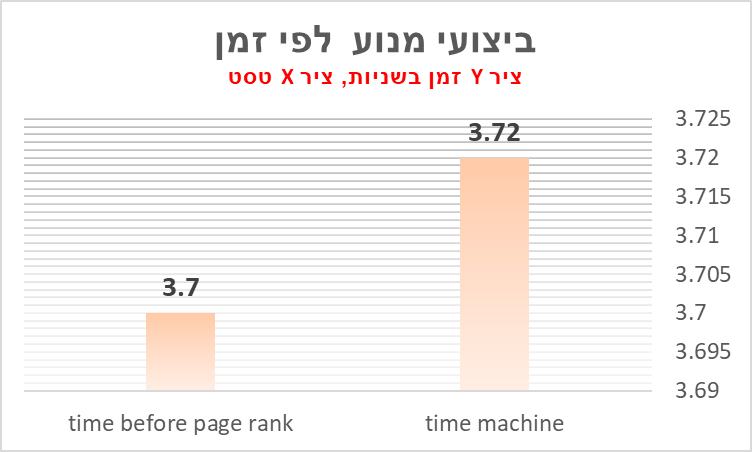 ביצועי מנוע לפי זמן
ציר Y זמן בשניות, ציר X טסט
3.725
3.72
3.72
3.715
3.71
3.705
3.7
3.7
3.695
3.69
time before page rank
time machine